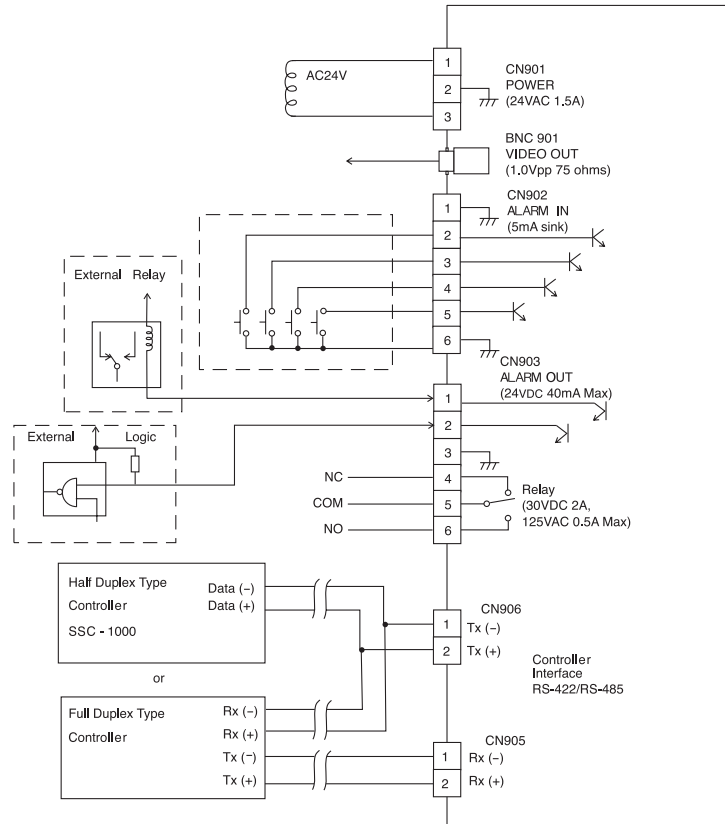 AC24V
1
2
3
CN901
POWER
(24VAC 1.5A)
BNC 901
VIDEO OUT
(1.0Vpp 75 ohms)
1
2
3
4
5
6
CN902
ALARM IN
(5mA sink)
External Relay
CN903
ALARM OUT
(24VDC 40mA Max)
1
2
3
4
5
6
External Logic
NC
COM
NO
Relay
(30VDC 2A,
125VAC 0.5A Max)
Half Duplex Type
Controller
SSC - 1000
Data (−)
Data (+)
CN906
1 Tx (−)
2 Tx (+)
or
Controller
Interface
RS-422/RS-485
Full Duplex Type
Controller
Rx (−)
Rx (+)
Tx (−)
Tx (+)
CN905
1 Rx (−)
2 Rx (+)